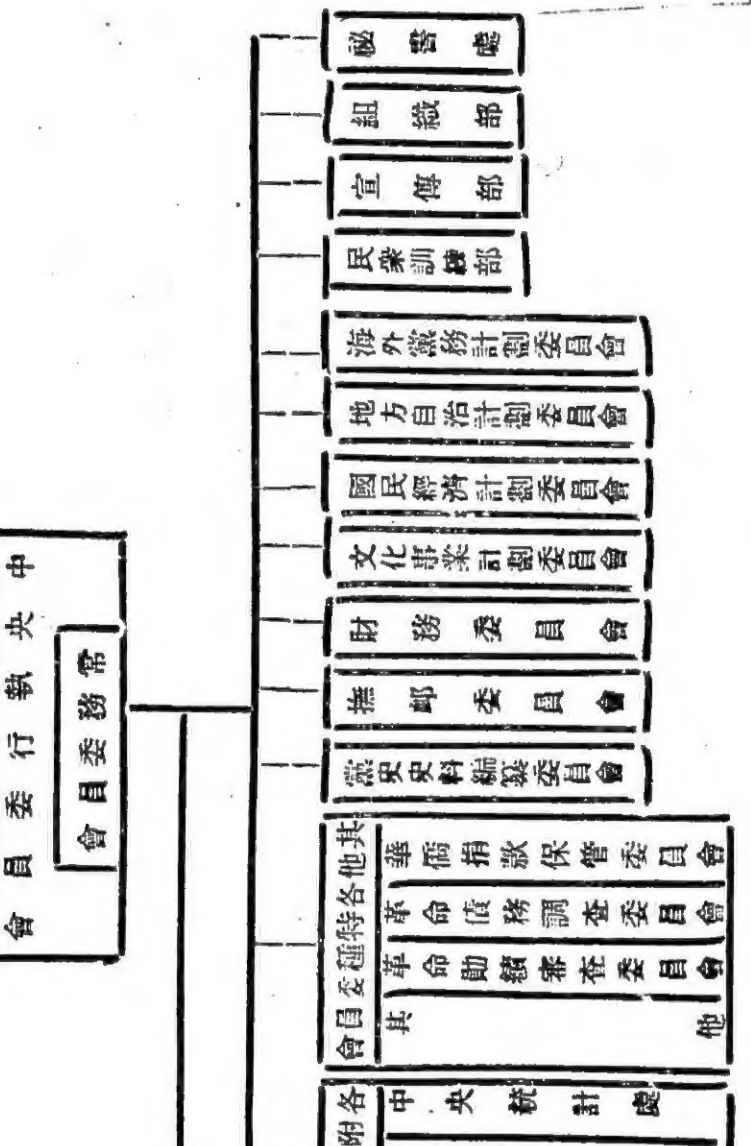 中央執行委員會
常務委員會
祕書處
組織部
宣傳部
民衆訓練部
海外黨務計劃委員會
地方自治計劃委員會
國民經濟計劃委員會
文化事業計劃委員會
財務委員會
撫卹委員會
黨史史料編纂委員會
其他各種特委員會
華僑捐款保管委員會
革命債務調查委員會
革命勛績審查委員會
其他
各附
中央統計處